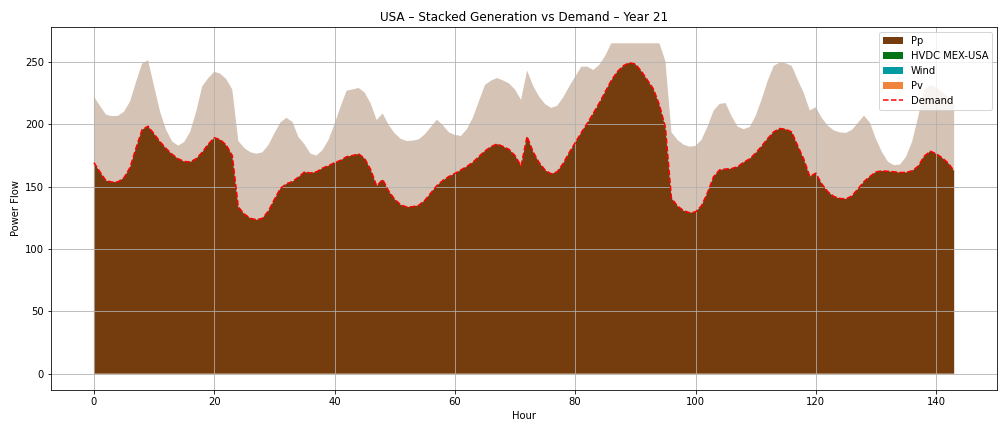 USA – Stacked Generation vs Demand – Year 21
Pp
HVDC MEX-USA
Wind
Pv
Demand
Power Flow
250
200
150
100
50
0
0 20 40 60 80 100 120 140
Hour